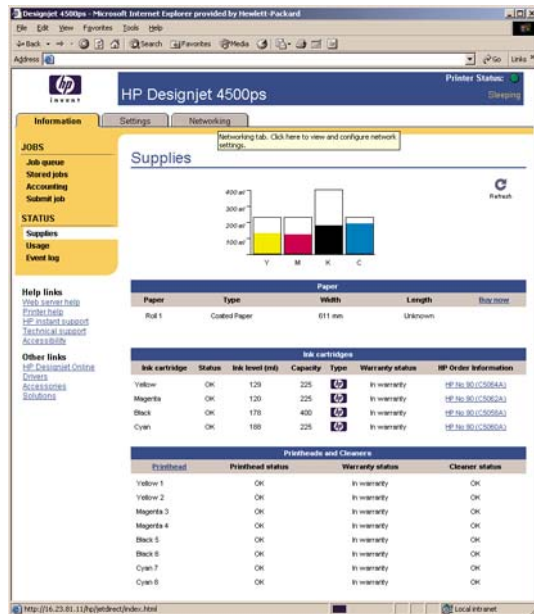 Designjet 4500ps - Microsoft Internet Explorer provided by Hewlett-Packard
File Edit View Favorites Tools Help
Back Search Favorites Media
Address Go Links
hp
invent
HP Designjet 4500ps
Printer Status:
Sleeping
Information Settings Networking
Networking tab. Click here to view and configure network settings.
JOBS
Job queue
Stored jobs
Accounting
Submit job
STATUS
Supplies
Usage
Event log
Help links
Web server help
Printer help
HP instant support
Technical support
Accessibility
Other links
HP Designjet Online
Drivers
Accessories
Solutions
Supplies
Refresh
400 ml
300 ml
200 ml
100 ml
Y M K C
Paper
Paper Type Width Length Buy now
Roll 1 Coated Paper 611 mm Unknown
Ink cartridges
Ink cartridge Status Ink level (ml) Capacity Type Warranty status HP Order Information
Yellow OK 129 225 hp In warranty HP No 90 (C5064A)
Magenta OK 120 225 hp In warranty HP No 90 (C5062A)
Black OK 178 400 hp In warranty HP No 90 (C5058A)
Cyan OK 188 225 hp In warranty HP No 90 (C5060A)
Printheads and Cleaners
Printhead Printhead status Warranty status Cleaner status
Yellow 1 OK In warranty OK
Yellow 2 OK In warranty OK
Magenta 3 OK In warranty OK
Magenta 4 OK In warranty OK
Black 5 OK In warranty OK
Black 6 OK In warranty OK
Cyan 7 OK In warranty OK
Cyan 8 OK In warranty OK
http://16.23.81.11/hp/jetdirect/index.html Local intranet